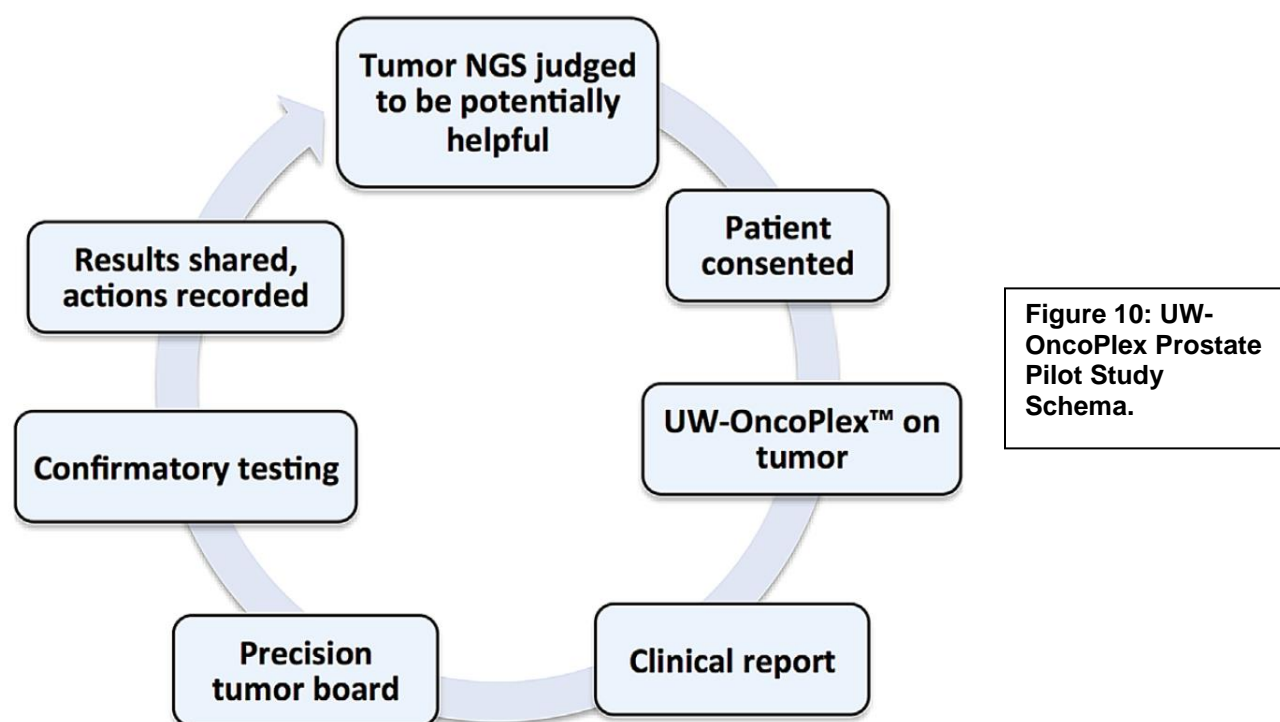 Tumor NGS judged
to be potentially
helpful
Patient
consented
UW-OncoPlex™ on
tumor
Clinical report
Precision
tumor board
Confirmatory testing
Results shared,
actions recorded
Figure 10: UW-
OncoPlex Prostate
Pilot Study
Schema.